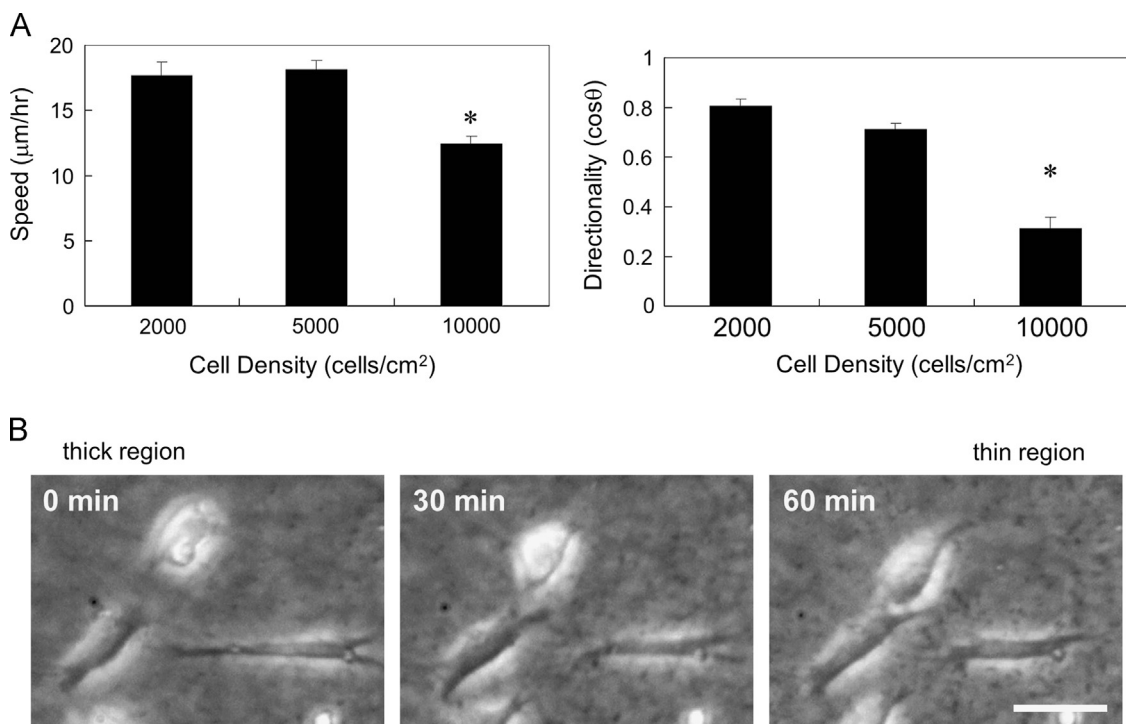 A
Speed (μm/hr)
20
15
10
5
0
2000 5000 10000
*
Cell Density (cells/cm²)
Directionality (cosθ)
1
0.8
0.6
0.4
0.2
0
2000 5000 10000
*
Cell Density (cells/cm²)
B
thick region
thin region
0 min
30 min
60 min